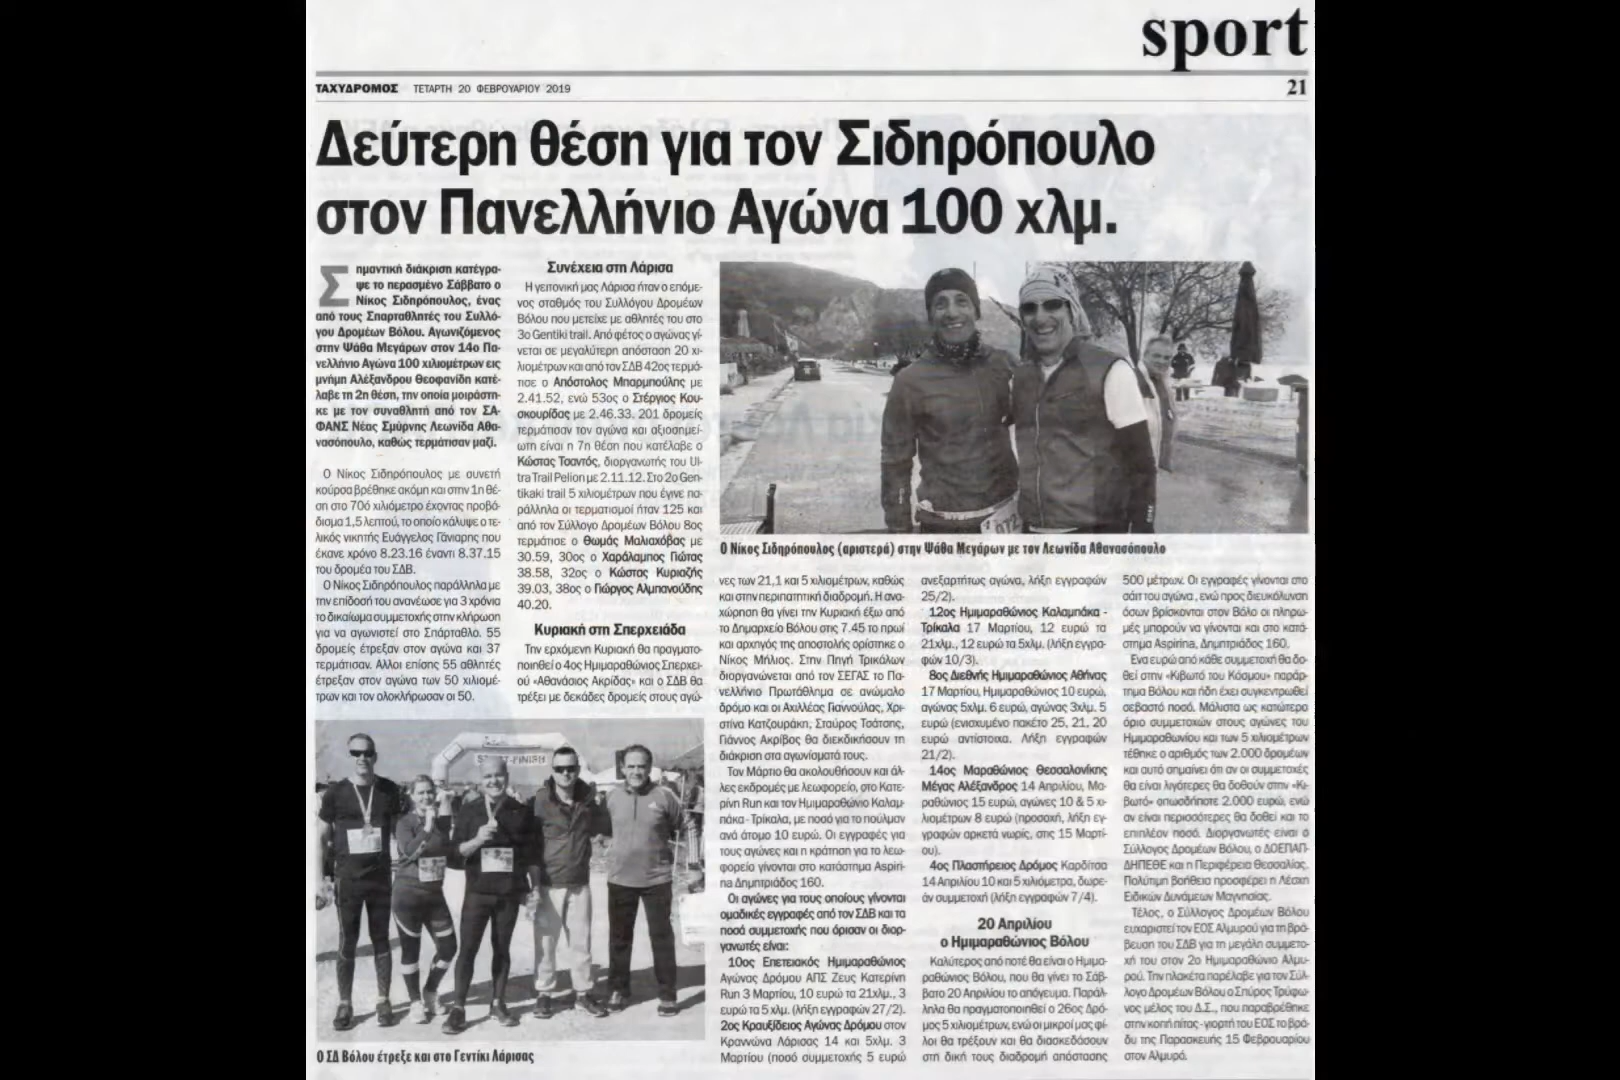 sport
ΤΑΧΥΔΡΟΜΟΣ ΤΕΤΑΡΤΗ 20 ΦΕΒΡΟΥΑΡΙΟΥ 2019
21
Δεύτερη θέση για τον Σιδηρόπουλο
στον Πανελλήνιο Αγώνα 100 χλμ.
Σημαντική διάκριση κατέγρα-
ψε το περασμένο Σάββατο ο
Νίκος Σιδηρόπουλος, ένας
από τους Σπαρταθλητές του Συλλό-
γου Δρομέων Βόλου. Αγωνιζόμενος
στην Ψάθα Μεγάρων στον 14ο Πα-
νελλήνιο Αγώνα 100 χιλιομέτρων εις
μνήμη Αλέξανδρου Θεοφανίδη κατέ-
λαβε τη 2η θέση, την οποία μοιράστη-
κε με τον συναθλητή από τον ΣΑ-
ΦΑΝΣ Νέας Σμύρνης Λεωνίδα Αθα-
νασόπουλο, καθώς τερμάτισαν μαζί.
Ο Νίκος Σιδηρόπουλος με συνετή
κούρσα βρέθηκε ακόμη και στην 1η θέ-
ση στο 70ό χιλιόμετρο έχοντας προβά-
δισμα 1,5 λεπτού, το οποίο κάλυψε ο τε-
λικός νικητής Ευάγγελος Γάνιαρης που
έκανε χρόνο 8.23.16 έναντι 8.37.15
του δρομέα του ΣΔΒ.
Ο Νίκος Σιδηρόπουλος παράλληλα με
την επίδοσή του ανανέωσε για 3 χρόνια
το δικαίωμα συμμετοχής στην κλήρωση
για να αγωνιστεί στο Σπάρταθλο. 55
δρομείς έτρεξαν στον αγώνα και 37
τερμάτισαν. Αλλοι επίσης 55 αθλητές
έτρεξαν στον αγώνα των 50 χιλιομέ-
τρων και τον ολοκλήρωσαν οι 50.
Συνέχεια στη Λάρισα
Η γειτονική μας Λάρισα ήταν ο επόμε-
νος σταθμός του Συλλόγου Δρομέων
Βόλου που μετείχε με αθλητές του στο
3ο Gentiki trail. Από φέτος ο αγώνας γί-
νεται σε μεγαλύτερη απόσταση 20 χι-
λιομέτρων και από τον ΣΔΒ 42ος τερμά-
τισε ο Απόστολος Μπαρμπούλης με
2.41.52, ενώ 53ος ο Στέργιος Κου-
σκουρίδας με 2.46.33. 201 δρομείς
τερμάτισαν τον αγώνα και αξιοσημεί-
ωτη είναι η 7η θέση που κατέλαβε ο
Κώστας Τσαντός, διοργανωτής του Ul-
tra Trail Pelion με 2.11.12. Στο 2ο Gen-
tikaki trail 5 χιλιομέτρων που έγινε πα-
ράλληλα οι τερματισμοί ήταν 125 και
από τον Σύλλογο Δρομέων Βόλου 8ος
τερμάτισε ο Θωμάς Μαλιαχόβας με
30.59, 30ος ο Χαράλαμπος Γιώτας
38.58, 32ος ο Κώστας Κυριαζής
39.03, 38ος ο Γιώργος Αλμπανούδης
40.20.
Κυριακή στη Σπερχειάδα
Την ερχόμενη Κυριακή θα πραγματο-
ποιηθεί ο 4ος Ημιμαραθώνιος Σπερχει-
ού «Αθανάσιος Ακρίδας» και ο ΣΔΒ θα
τρέξει με δεκάδες δρομείς στους αγώ-
Ο Νίκος Σιδηρόπουλος (αριστερά) στην Ψάθα Μεγάρων με τον Λεωνίδα Αθανασόπουλο
νες των 21,1 και 5 χιλιομέτρων, καθώς
και στην περιπατητική διαδρομή. Η ανα-
χώρηση θα γίνει την Κυριακή έξω από
το Δημαρχείο Βόλου στις 7.45 το πρωί
και αρχηγός της αποστολής ορίστηκε ο
Νίκος Μήλιος. Στην Πηγή Τρικάλων
διοργανώνεται από τον ΣΕΓΑΣ το Πα-
νελλήνιο Πρωτάθλημα σε ανώμαλο
δρόμο και οι Αχιλλέας Γιαννούλας, Χρι-
στίνα Κατζουράκη, Σταύρος Τσάτσης,
Γιάννος Ακρίβος θα διεκδικήσουν τη
διάκριση στα αγωνίσματά τους.
Τον Μάρτιο θα ακολουθήσουν και άλ-
λες εκδρομές με λεωφορείο, στο Κατε-
ρίνη Run και τον Ημιμαραθώνιο Καλαμ-
πάκα - Τρίκαλα, με ποσό για το πούλμαν
ανά άτομο 10 ευρώ. Οι εγγραφές για
τους αγώνες και η κράτηση για το λεω-
φορείο γίνονται στο κατάστημα Aspiri-
na Δημητριάδος 160.
Οι αγώνες για τους οποίους γίνονται
ομαδικές εγγραφές από τον ΣΔΒ και τα
ποσά συμμετοχής που όρισαν οι διορ-
γανωτές είναι:
10ος Επετειακός Ημιμαραθώνιος
Αγώνας Δρόμου ΑΠΣ Ζευς Κατερίνη
Run 3 Μαρτίου, 10 ευρώ τα 21χλμ., 3
ευρώ τα 5 χλμ. (λήξη εγγραφών 27/2).
2ος Κραυξίδειος Αγώνας Δρόμου στον
Κραννώνα Λάρισας 14 και 5χλμ. 3
Μαρτίου (ποσό συμμετοχής 5 ευρώ
ανεξαρτήτως αγώνα, λήξη εγγραφών
25/2).
12ος Ημιμαραθώνιος Καλαμπάκα -
Τρίκαλα 17 Μαρτίου, 12 ευρώ τα
21χλμ., 12 ευρώ τα 5χλμ. (λήξη εγγρα-
φών 10/3).
8ος Διεθνής Ημιμαραθώνιος Αθήνας
17 Μαρτίου, Ημιμαραθώνιος 10 ευρώ,
αγώνας 5χλμ. 6 ευρώ, αγώνας 3χλμ. 5
ευρώ (ενισχυμένο πακέτο 25, 21, 20
ευρώ αντίστοιχα. Λήξη εγγραφών
21/2).
14ος Μαραθώνιος Θεσσαλονίκης
Μέγας Αλέξανδρος 14 Απριλίου, Μα-
ραθώνιος 15 ευρώ, αγώνες 10 & 5 χι-
λιομέτρων 8 ευρώ (προσοχή, λήξη εγ-
γραφών αρκετά νωρίς, στις 15 Μαρτί-
ου).
4ος Πλαστήρειος Δρόμος Καρδίτσα
14 Απριλίου 10 και 5 χιλιόμετρα, δωρε-
άν συμμετοχή (λήξη εγγραφών 7/4).
20 Απριλίου
ο Ημιμαραθώνιος Βόλου
Καλύτερος από ποτέ θα είναι ο Ημιμα-
ραθώνιος Βόλου, που θα γίνει το Σάβ-
βατο 20 Απριλίου το απόγευμα. Παράλ-
ληλα θα πραγματοποιηθεί ο 26ος Δρό-
μος 5 χιλιομέτρων, ενώ οι μικροί μας φί-
λοι θα τρέξουν και θα διασκεδάσουν
στη δική τους διαδρομή απόστασης
500 μέτρων. Οι εγγραφές γίνονται στο
σάιτ του αγώνα, ενώ προς διευκόλυνση
όσων βρίσκονται στον Βόλο οι πληρω-
μές μπορούν να γίνονται και στο κατά-
στημα Aspirina, Δημητριάδος 160.
Ενα ευρώ από κάθε συμμετοχή θα δο-
θεί στην «Κιβωτό του Κόσμου» παράρ-
τημα Βόλου και ήδη έχει συγκεντρωθεί
σεβαστό ποσό. Μάλιστα ως κατώτερο
όριο συμμετοχών στους αγώνες του
Ημιμαραθωνίου και των 5 χιλιομέτρων
τέθηκε ο αριθμός των 2.000 δρομέων
και αυτό σημαίνει ότι αν οι συμμετοχές
θα είναι λιγότερες θα δοθούν στην «Κι-
βωτό» οπωσδήποτε 2.000 ευρώ, ενώ
αν είναι περισσότερες θα δοθεί και το
επιπλέον ποσό. Διοργανωτές είναι ο
Σύλλογος Δρομέων Βόλου, ο ΔΟΕΠΑΠ-
ΔΗΠΕΘΕ και η Περιφέρεια Θεσσαλίας.
Πολύτιμη βοήθεια προσφέρει η Λέσχη
Ειδικών Δυνάμεων Μαγνησίας.
Τέλος, ο Σύλλογος Δρομέων Βόλου
ευχαριστεί τον ΕΟΣ Αλμυρού για τη βρά-
βευση του ΣΔΒ για τη μεγάλη συμμετο-
χή του στον 2ο Ημιμαραθώνιο Αλμυ-
ρού. Την πλακέτα παρέλαβε για τον Σύλ-
λογο Δρομέων Βόλου ο Σπύρος Τρύφω-
νος μέλος του Δ.Σ., που παραβρέθηκε
στην κοπή πίτας - γιορτή του ΕΟΣ το βρά-
δυ της Παρασκευής 15 Φεβρουαρίου
στον Αλμυρό.
Ο ΣΔ Βόλου έτρεξε και στο Γεντίκι Λάρισας